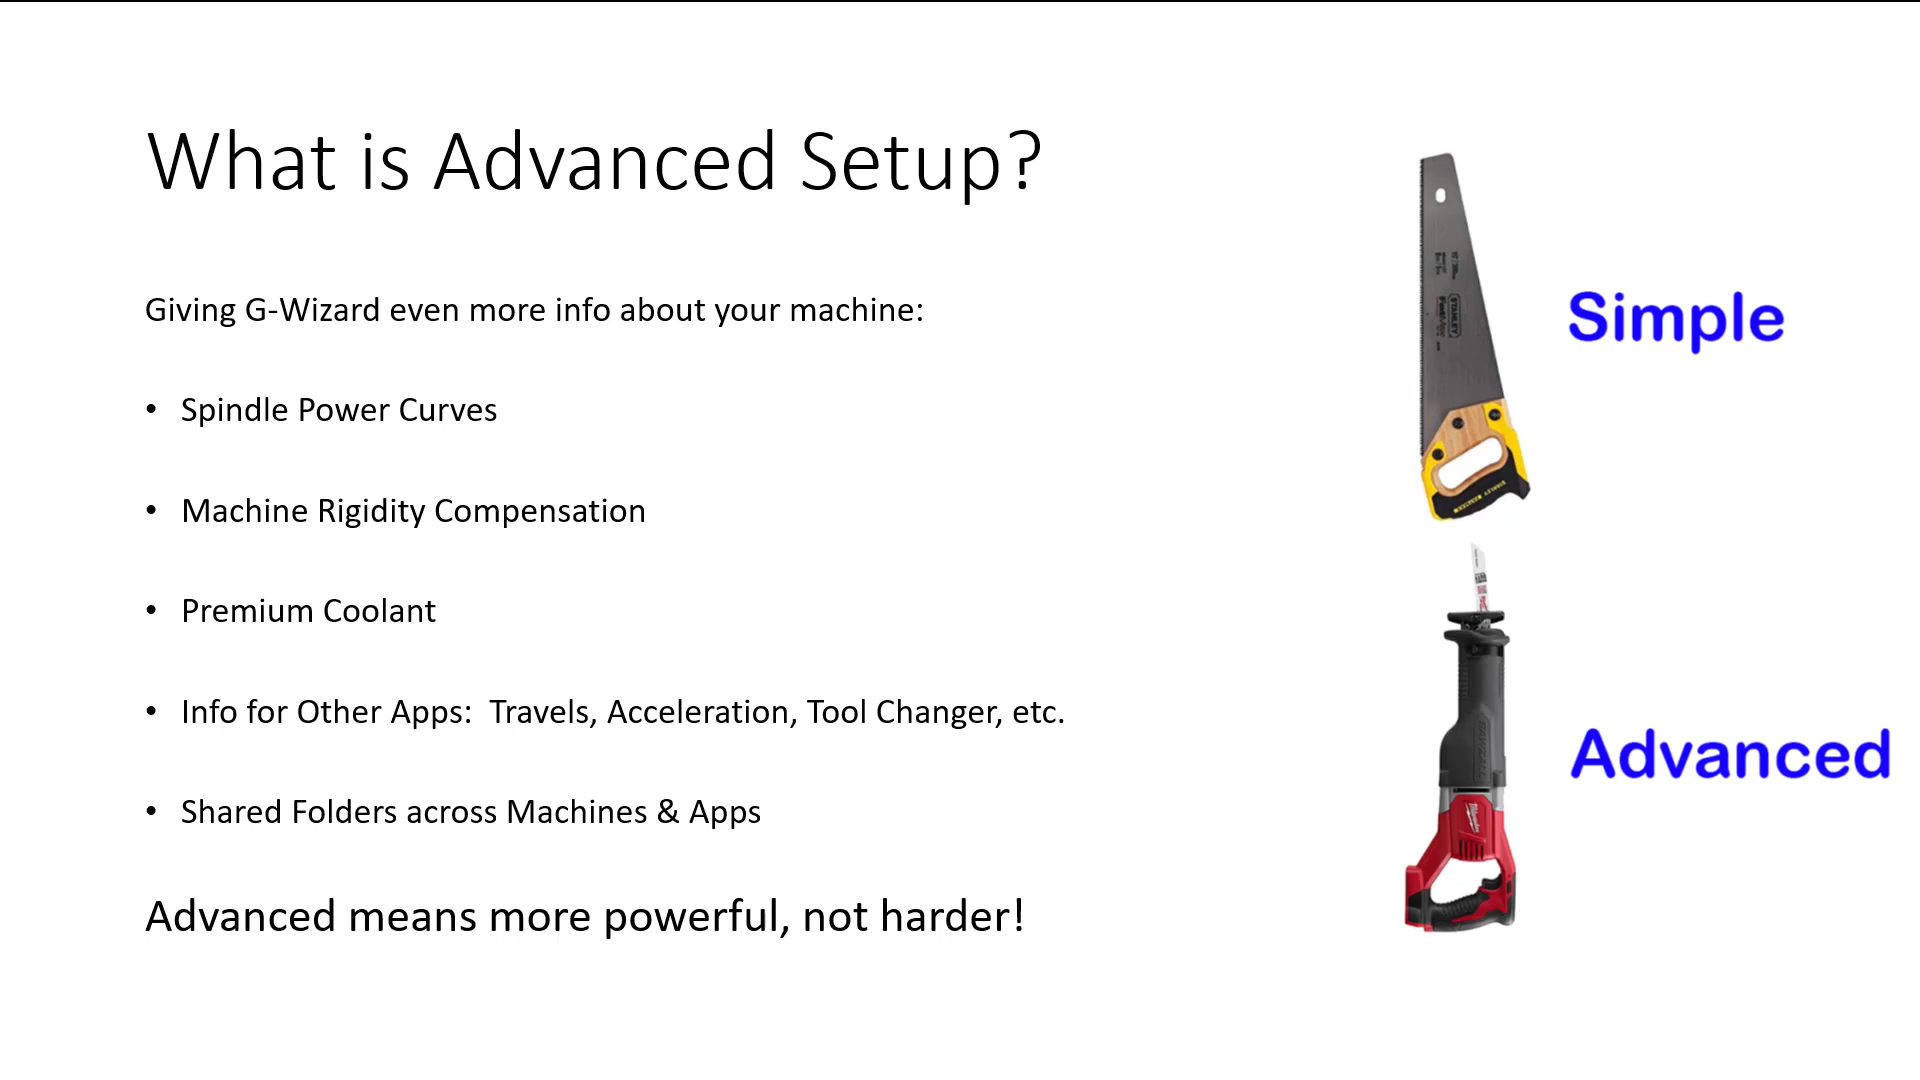 What is Advanced Setup?
Giving G-Wizard even more info about your machine:
• Spindle Power Curves
• Machine Rigidity Compensation
• Premium Coolant
• Info for Other Apps:  Travels, Acceleration, Tool Changer, etc.
• Shared Folders across Machines & Apps
Advanced means more powerful, not harder!
STANLEY
Simple
Milwaukee
Advanced